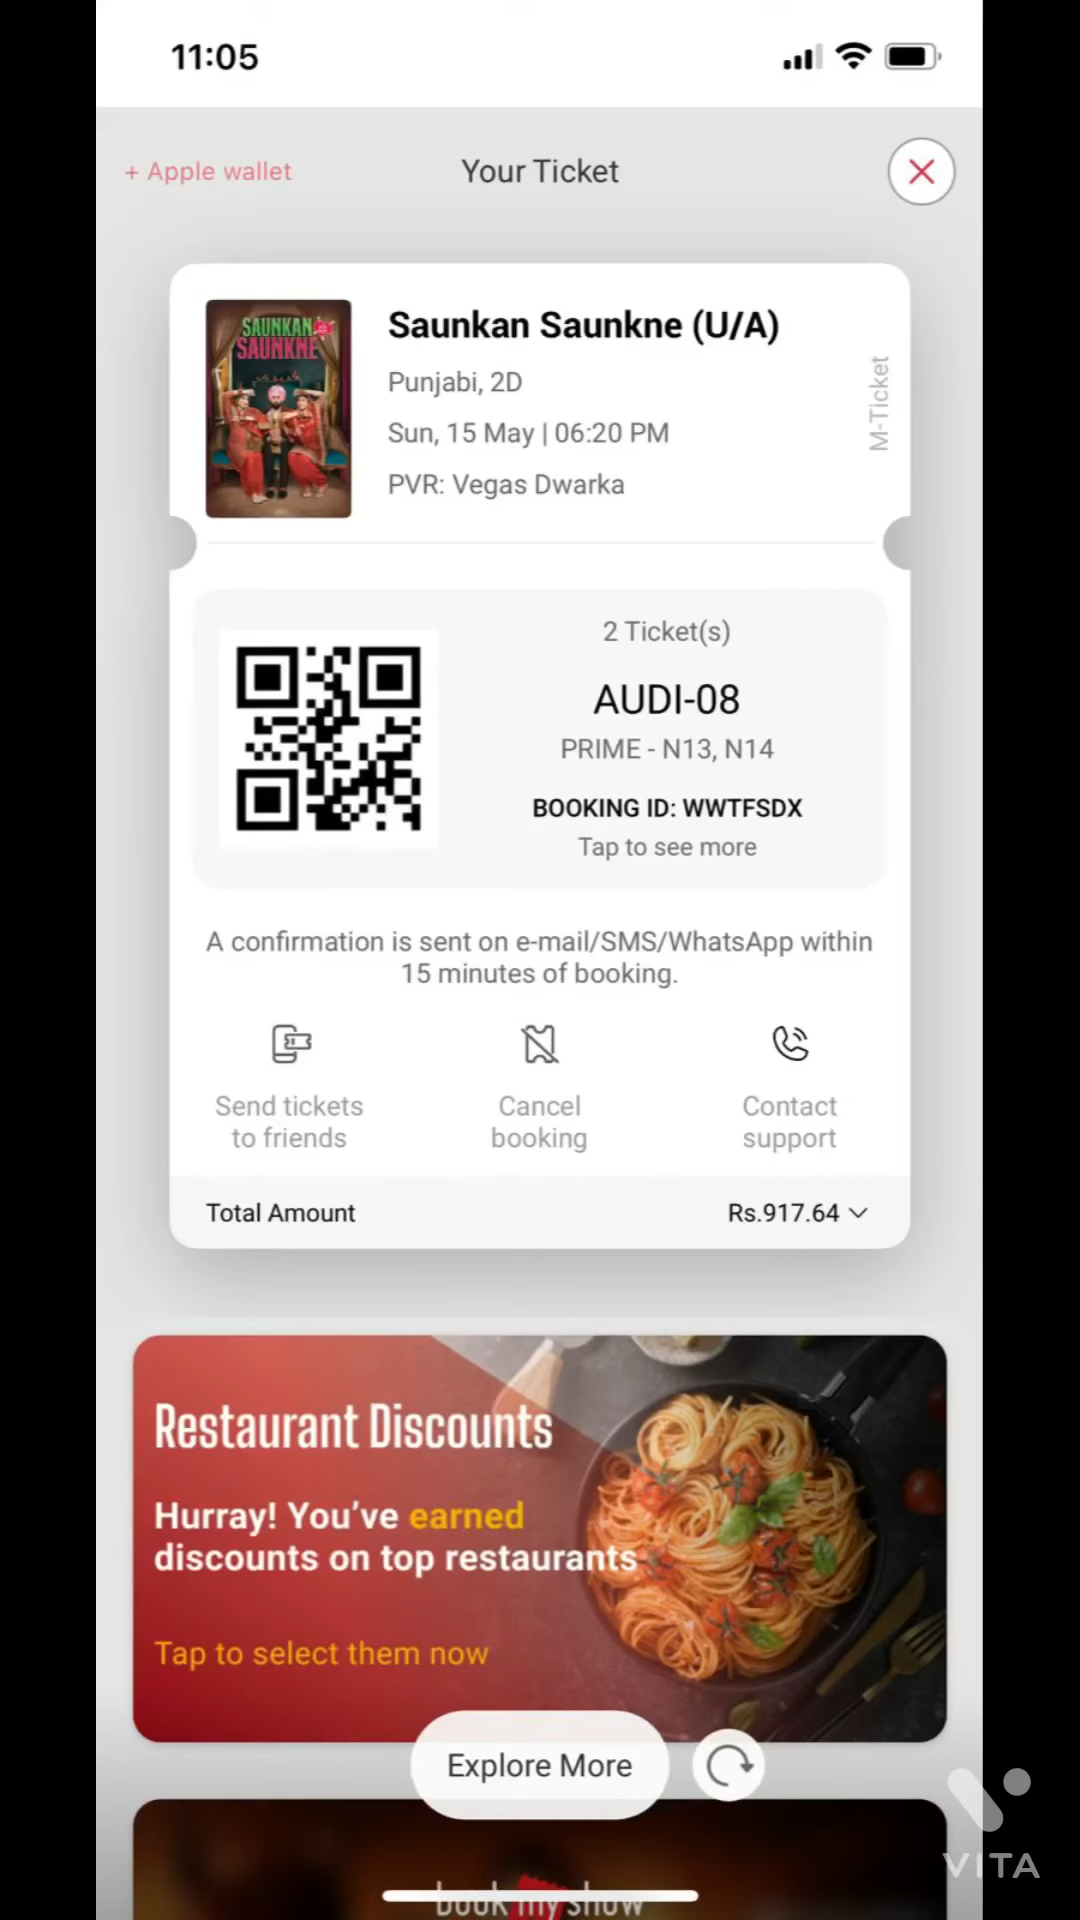 11:05
+ Apple wallet
Your Ticket
SAUNKAN
SAUNKNE
Saunkan Saunkne (U/A)
Punjabi, 2D
Sun, 15 May | 06:20 PM
PVR: Vegas Dwarka
M-Ticket
2 Ticket(s)
AUDI-08
PRIME - N13, N14
BOOKING ID: WWTFSDX
Tap to see more
A confirmation is sent on e-mail/SMS/WhatsApp within
15 minutes of booking.
Send tickets
to friends
Cancel
booking
Contact
support
Total Amount
Rs.917.64
Restaurant Discounts
Hurray! You’ve earned
discounts on top restaurants
Tap to select them now
Explore More
VITA
book my show